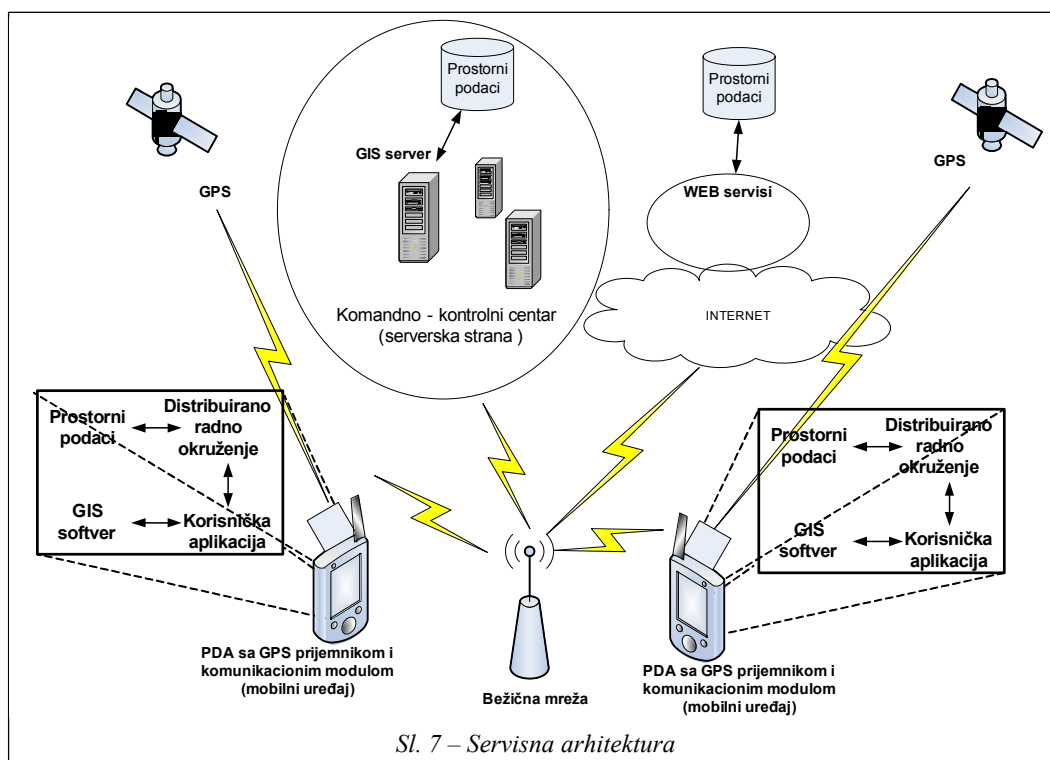 Prostorni
podaci
Prostorni
podaci
GIS server
GPS
GPS
WEB servisi
Komandno - kontrolni centar
(serverska strana )
INTERNET
Prostorni
podaci
Distribuirano
radno
okruženje
GIS
softver
Korisnička
aplikacija
Prostorni
podaci
Distribuirano
radno
okruženje
GIS
softver
Korisnička
aplikacija
PDA sa GPS prijemnikom i
komunikacionim modulom
(mobilni uređaj)
Bežična mreža
PDA sa GPS prijemnikom i
komunikacionim modulom
(mobilni uređaj)
Sl. 7 – Servisna arhitektura